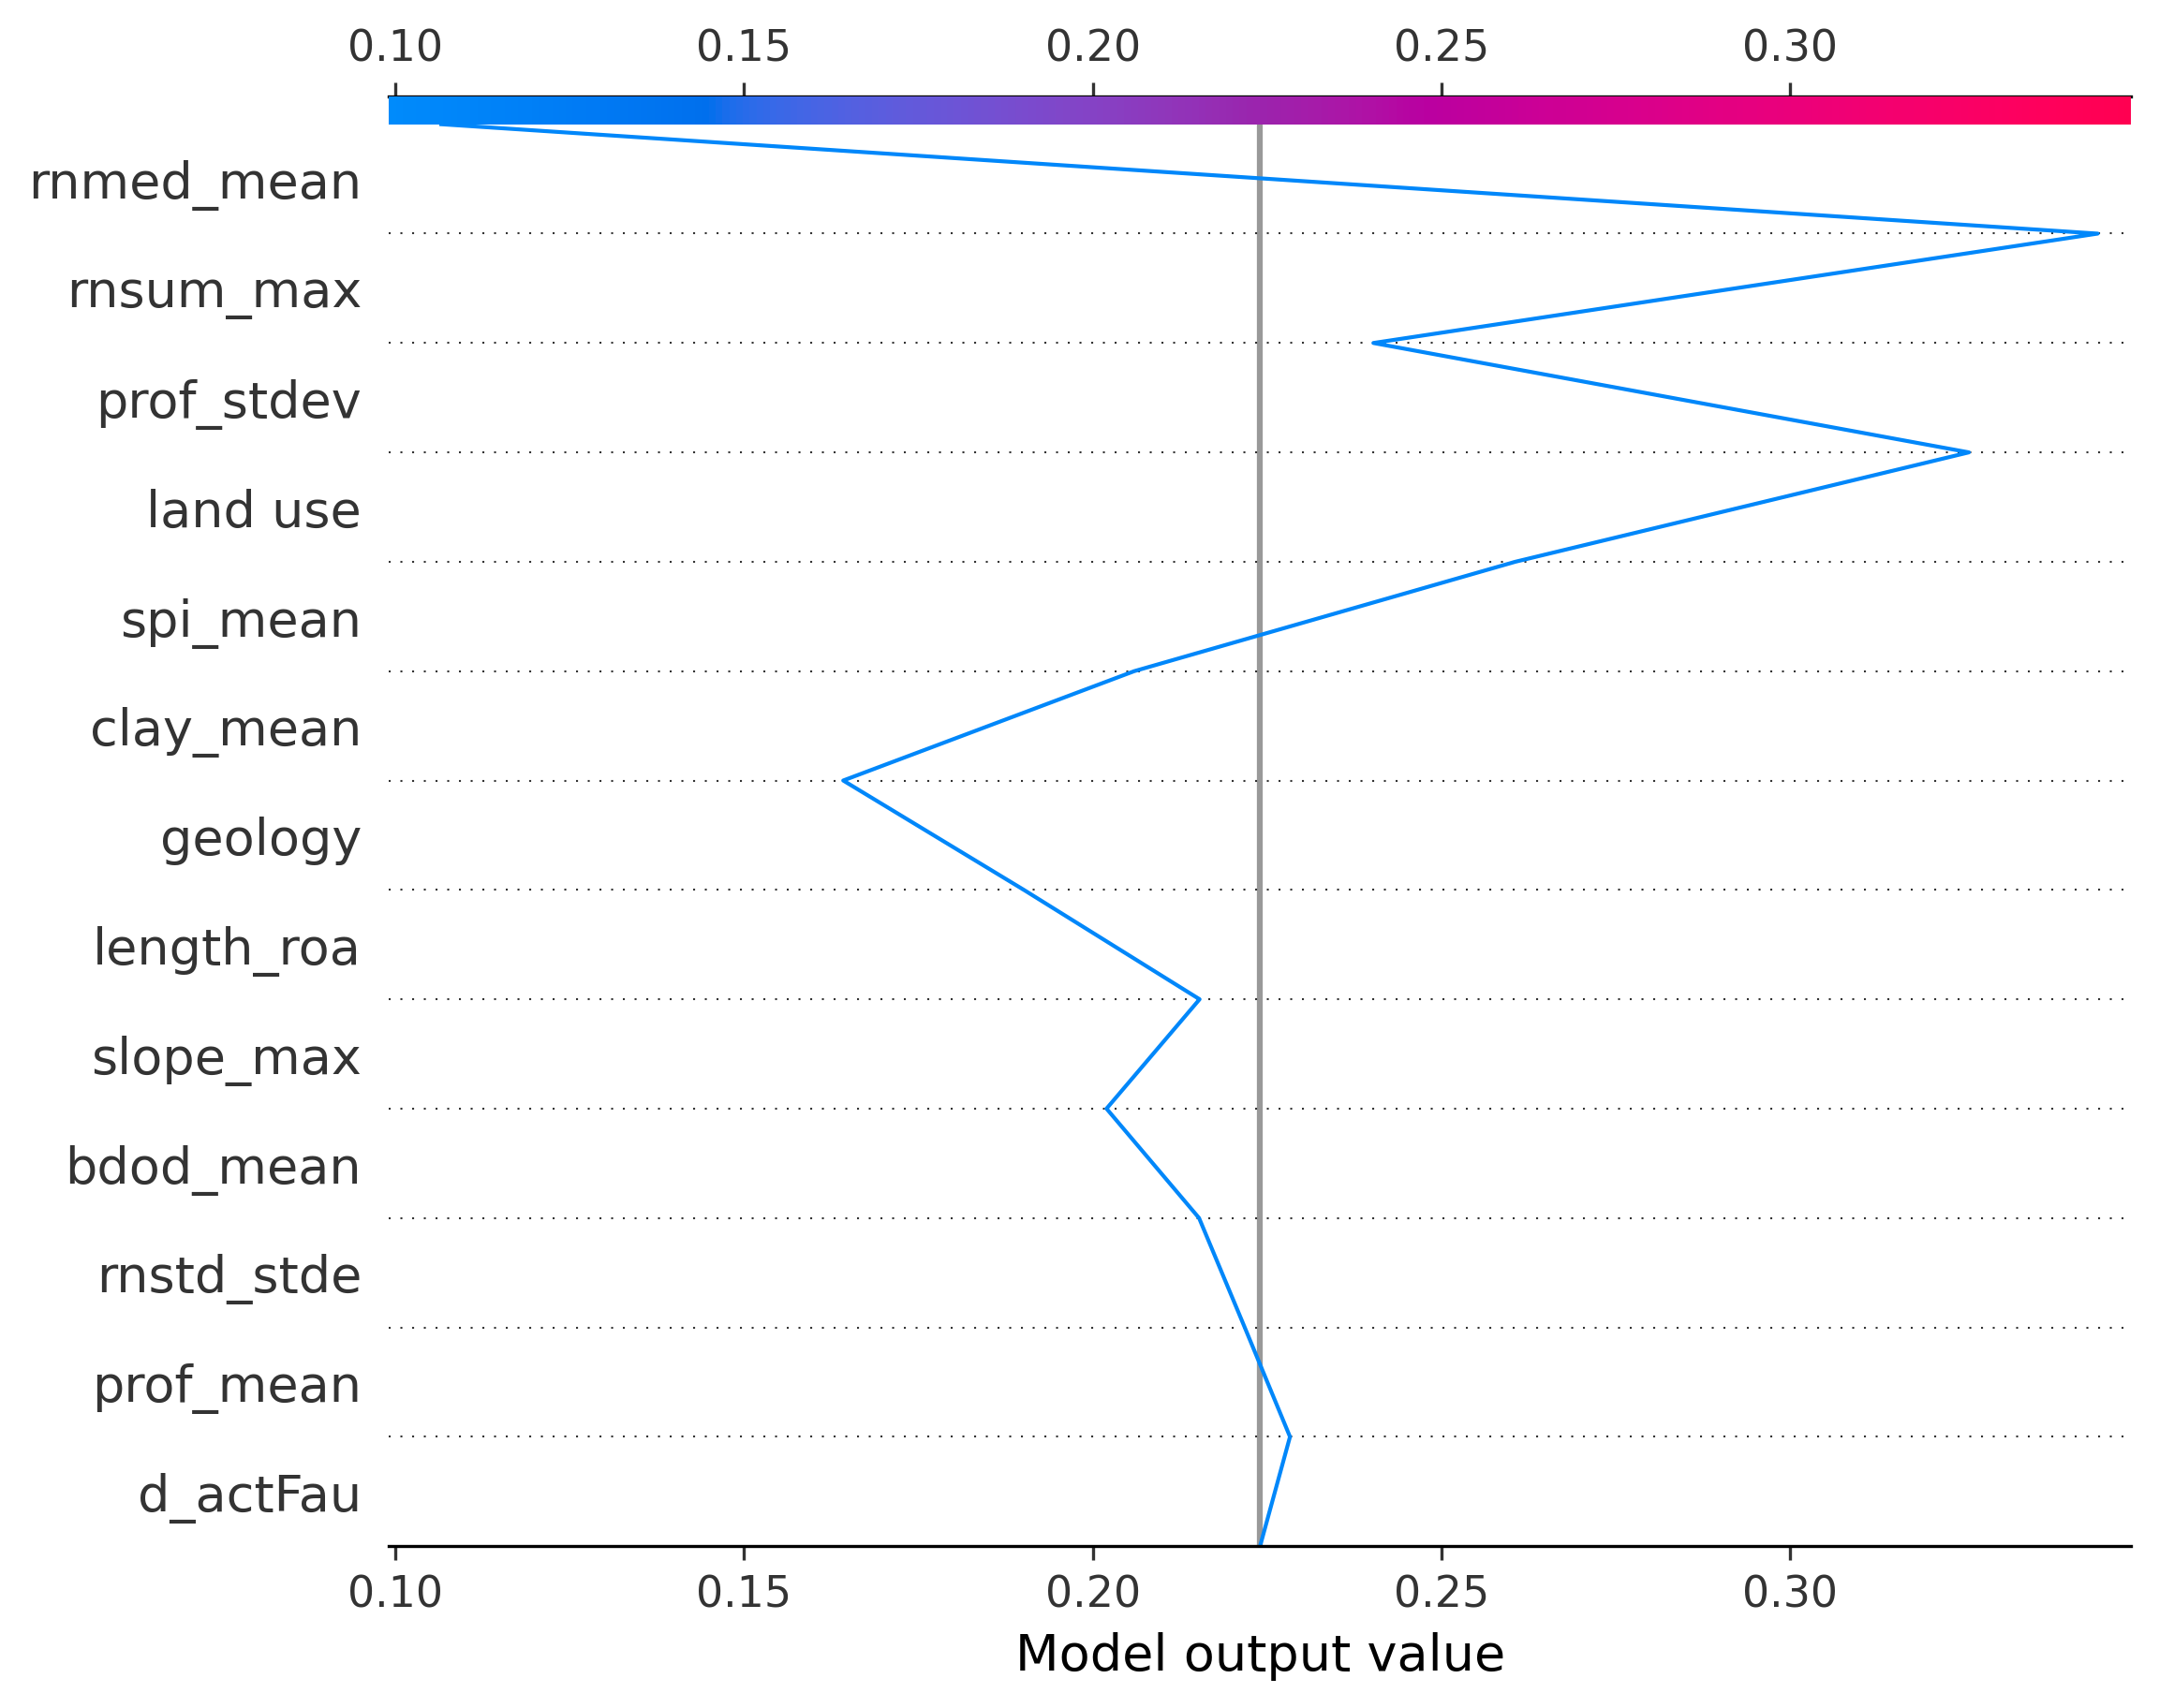 0.10 0.15 0.20 0.25 0.30
rnmed_mean
rnsum_max
prof_stdev
land use
spi_mean
clay_mean
geology
length_roa
slope_max
bdod_mean
rnstd_stde
prof_mean
d_actFau
0.10 0.15 0.20 0.25 0.30
Model output value